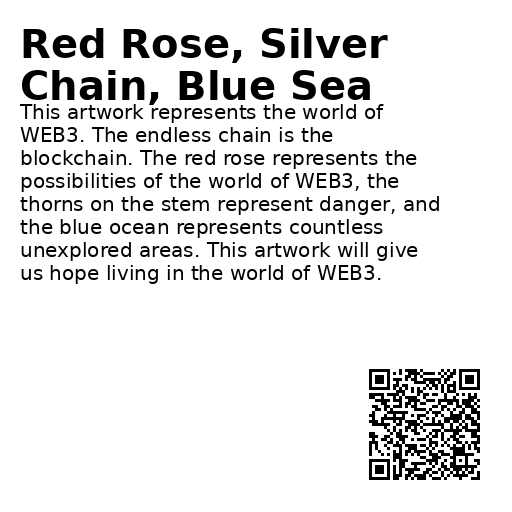 Red Rose, Silver
Chain, Blue Sea
This artwork represents the world of
WEB3. The endless chain is the
blockchain. The red rose represents the
possibilities of the world of WEB3, the
thorns on the stem represent danger, and
the blue ocean represents countless
unexplored areas. This artwork will give
us hope living in the world of WEB3.